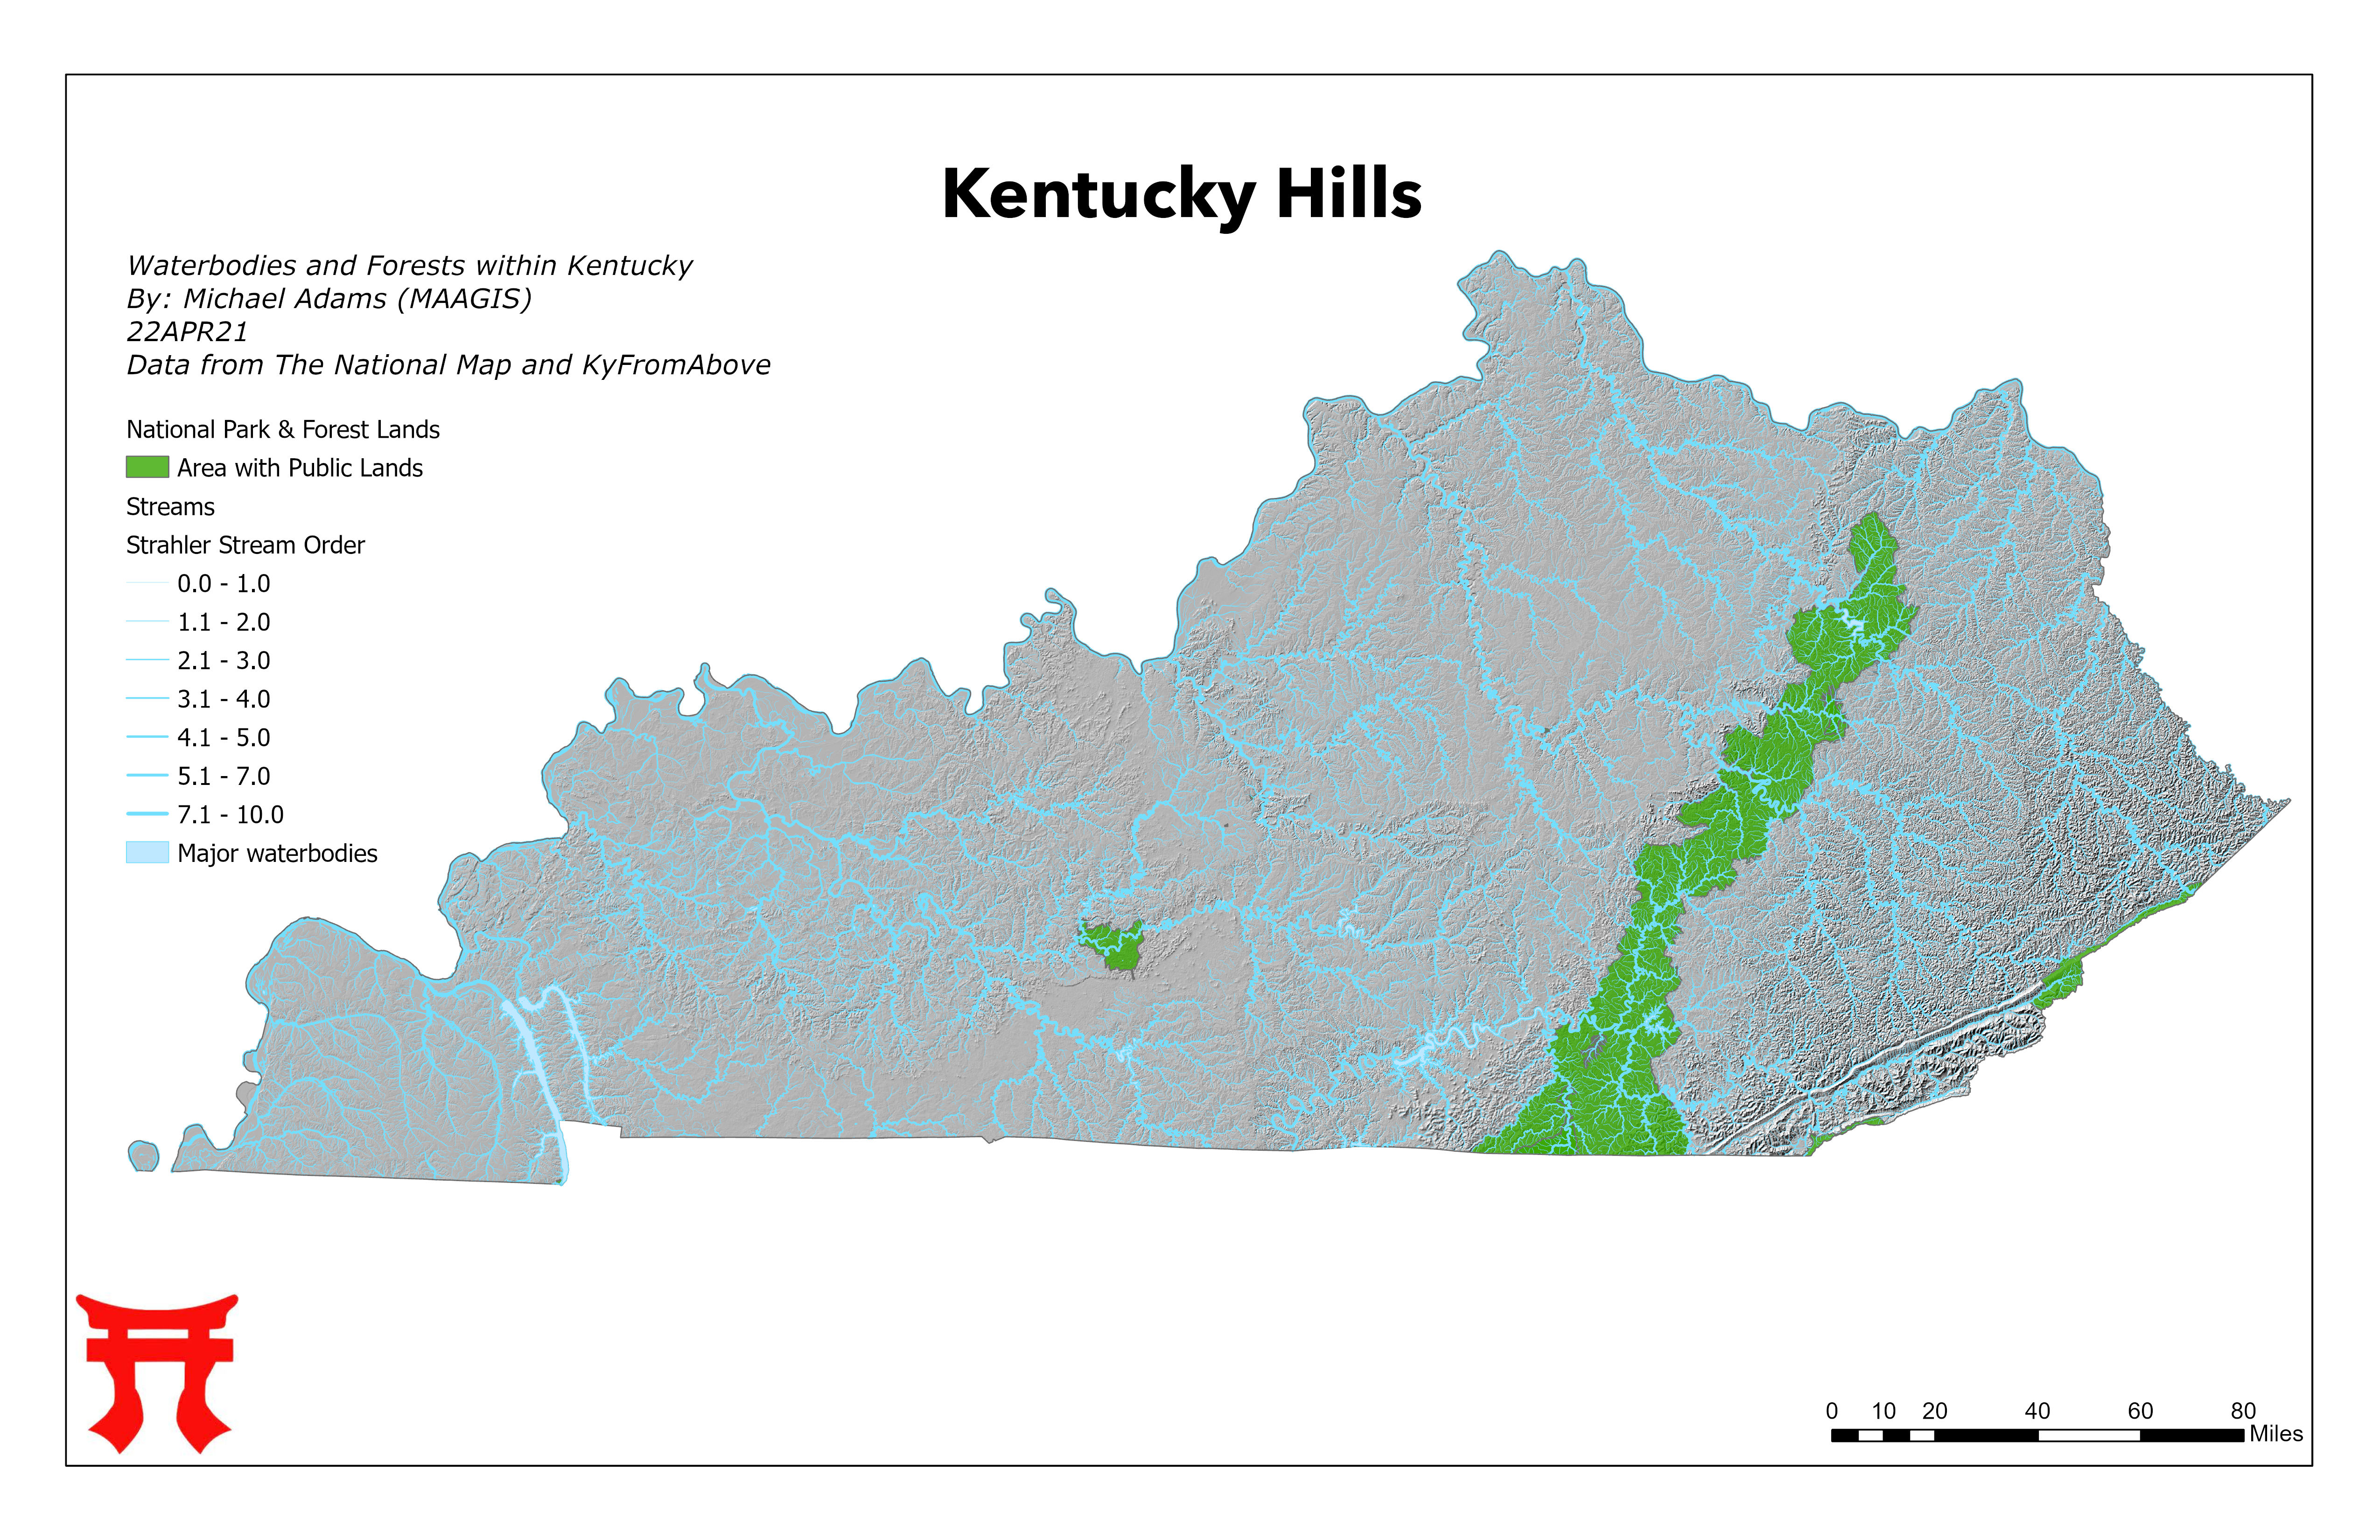 Kentucky Hills
Waterbodies and Forests within Kentucky
By: Michael Adams (MAAGIS)
22APR21
Data from The National Map and KyFromAbove
National Park & Forest Lands
Area with Public Lands
Streams
Strahler Stream Order
0.0 - 1.0
1.1 - 2.0
2.1 - 3.0
3.1 - 4.0
4.1 - 5.0
5.1 - 7.0
7.1 - 10.0
Major waterbodies
0 10 20 40 60 80
Miles